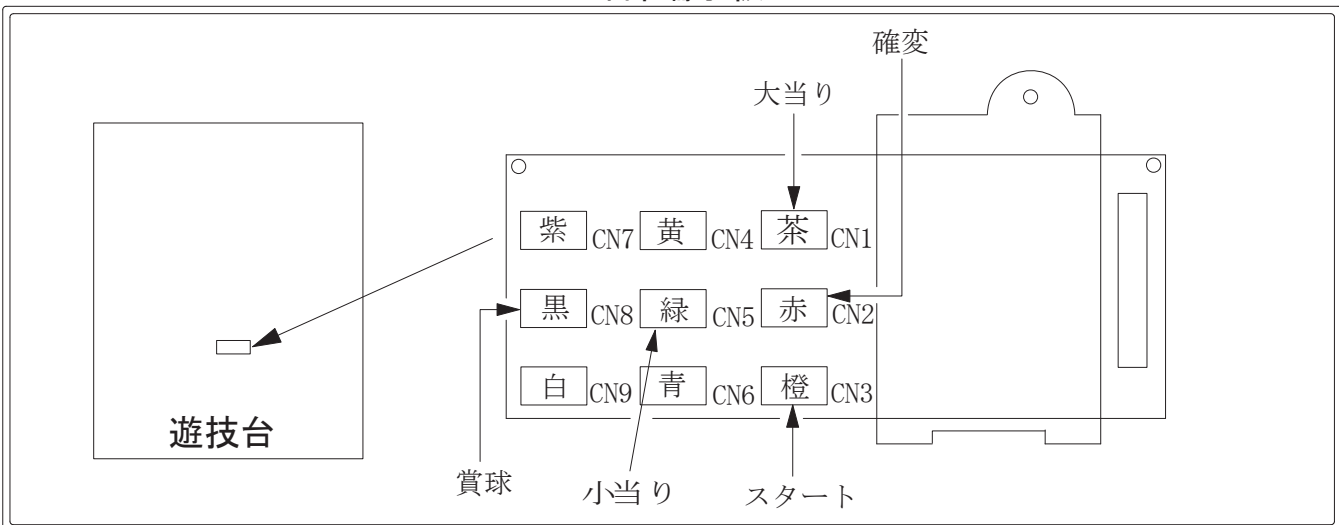 確変
大当り
紫 CN7 黄 CN4 茶 CN1
黒 CN8 緑 CN5 赤 CN2
白 CN9 青 CN6 橙 CN3
遊技台
賞球
小当り
スタート